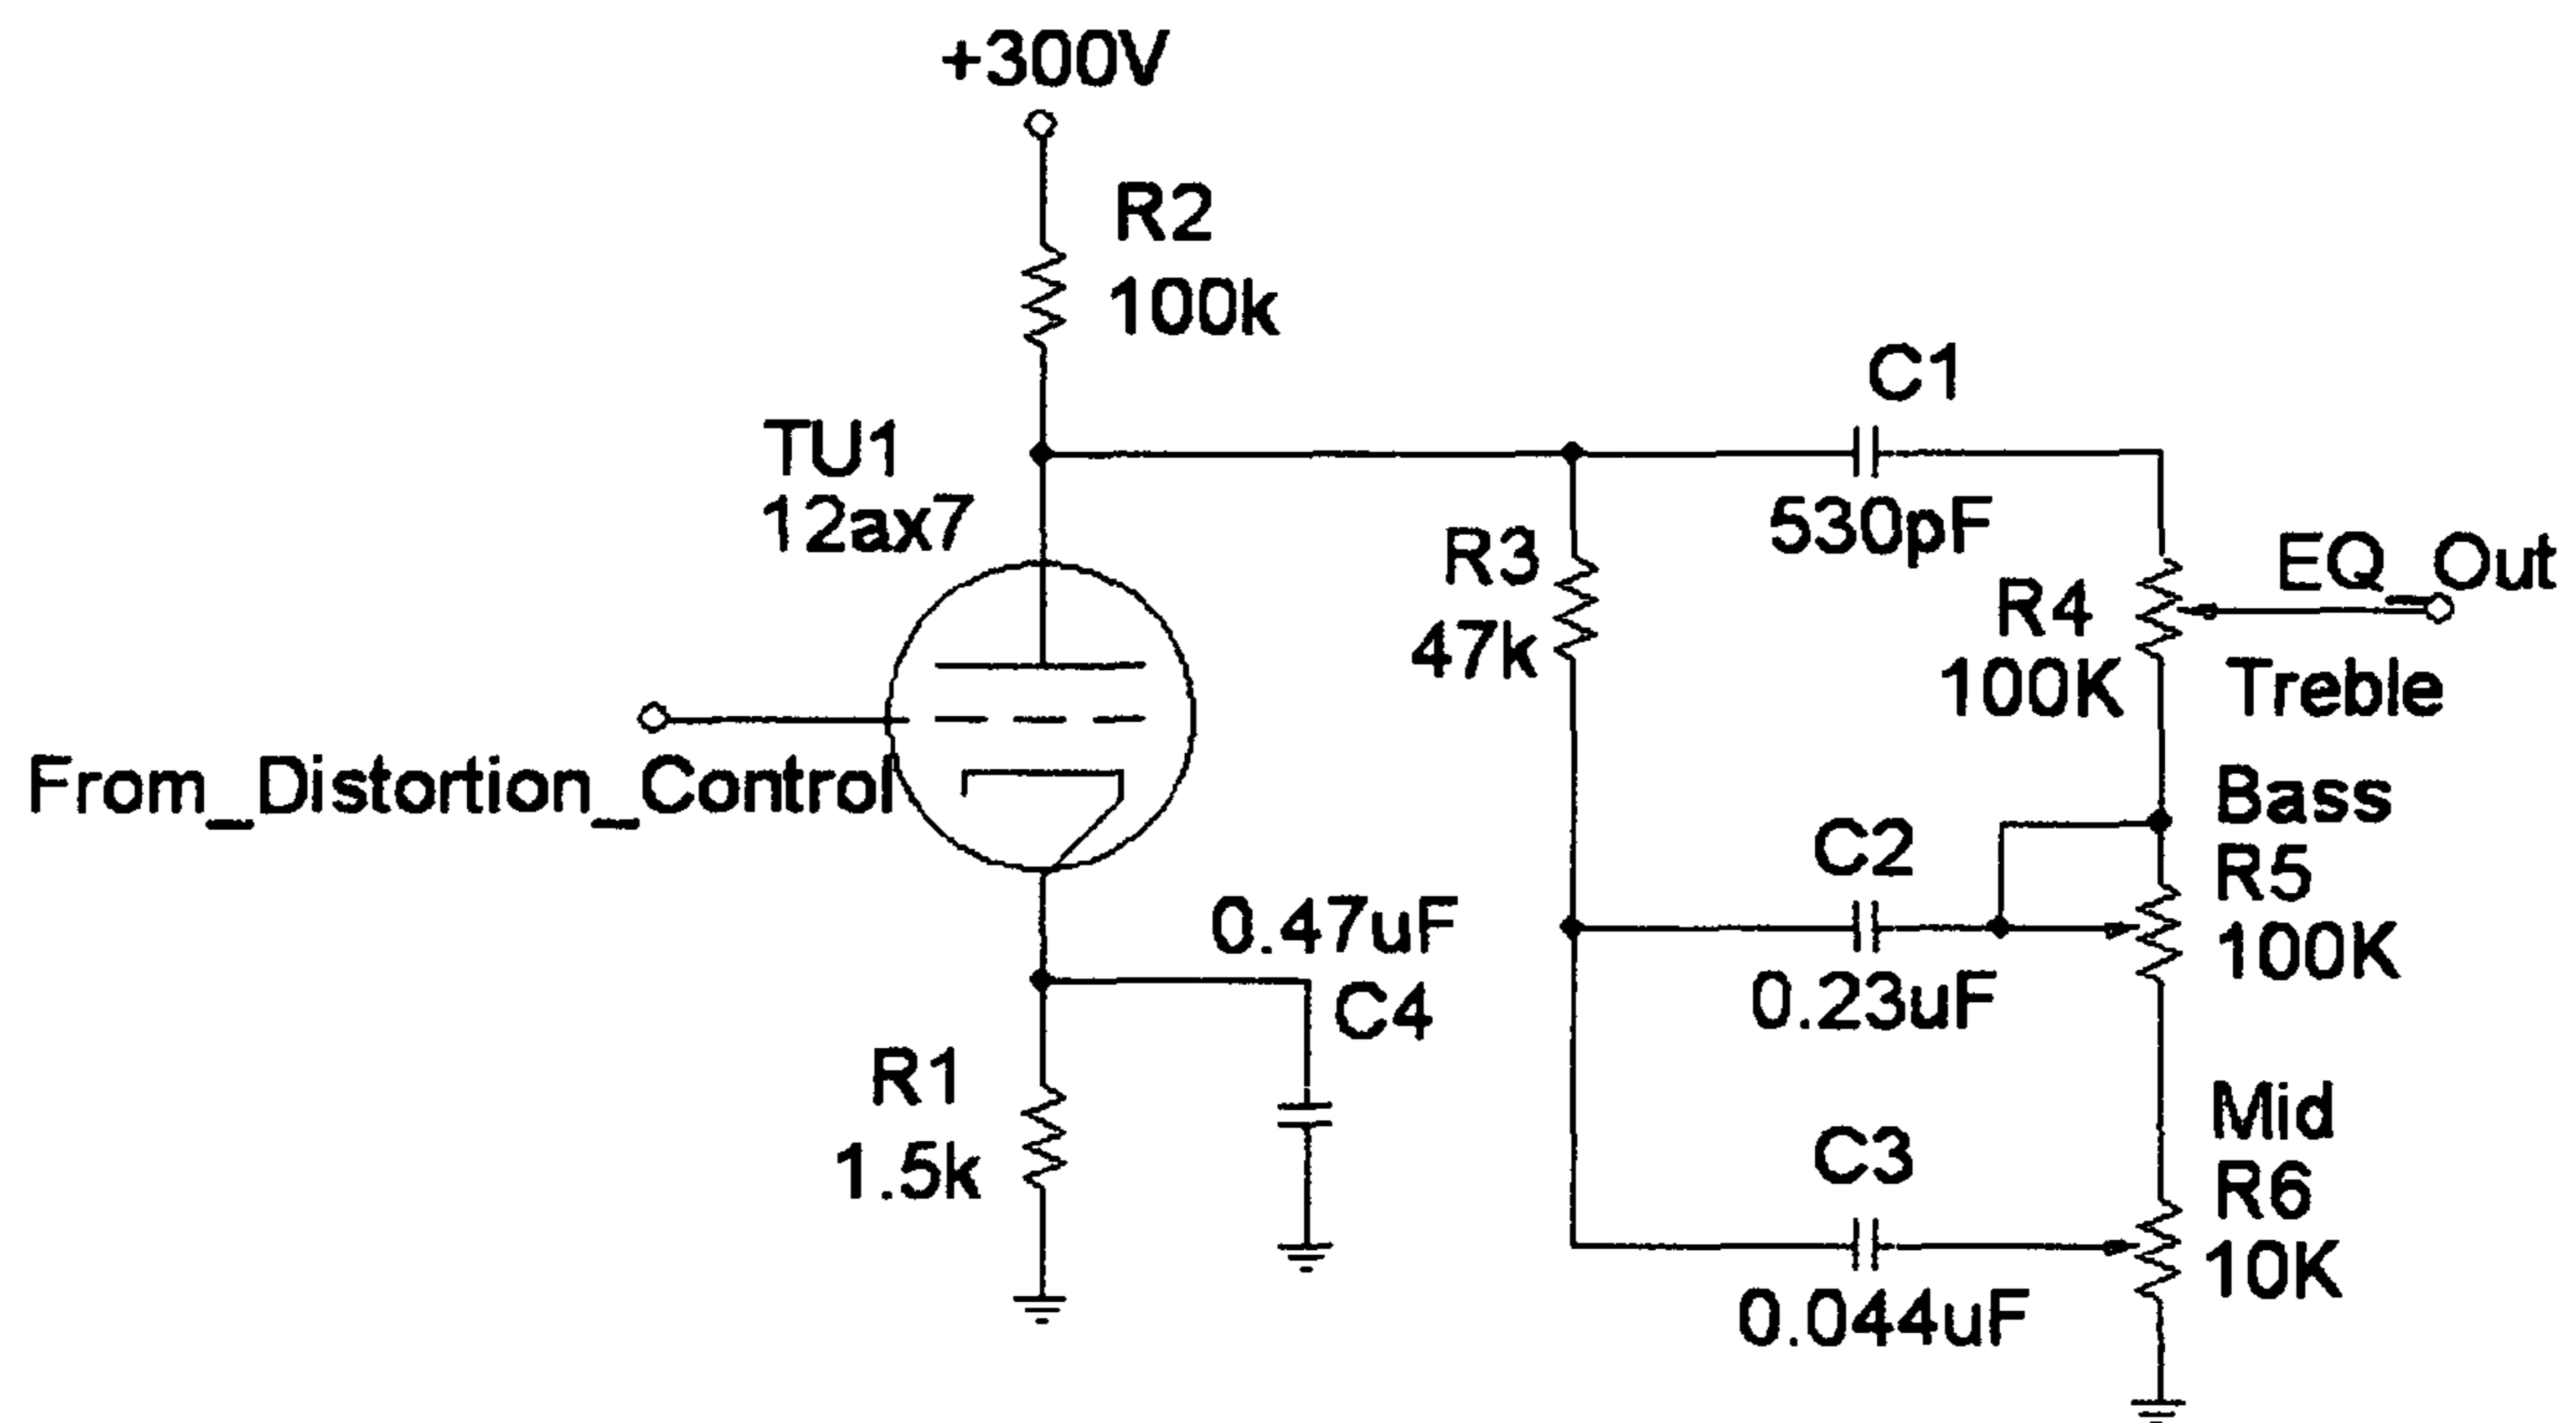 +300V
R2
100k
C1
530pF
TU1
12ax7
R3
47k
R4
100K
EQ_Out
Treble
From_Distortion_Control
Bass
R5
100K
C2
0.23uF
0.47uF
C4
R1
1.5k
C3
0.044uF
Mid
R6
10K